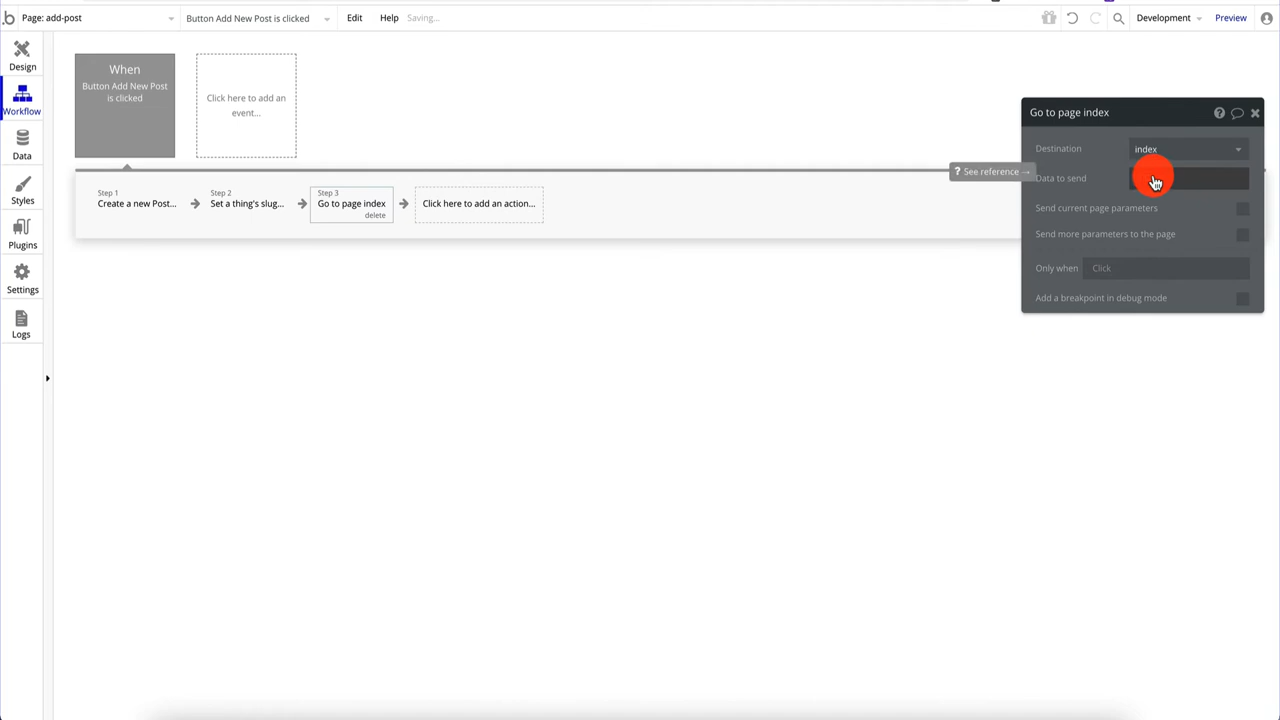 Page: add-post
Button Add New Post is clicked
Edit
Help
Saving...
Development
Preview
Design
Workflow
Data
Styles
Plugins
Settings
Logs
When
Button Add New Post
is clicked
Click here to add an
event...
Step 1
Create a new Post...
Step 2
Set a thing's slug...
Step 3
Go to page index
delete
Click here to add an action...
? See reference →
Go to page index
Destination
index
Data to send
Send current page parameters
Send more parameters to the page
Only when
Click
Add a breakpoint in debug mode